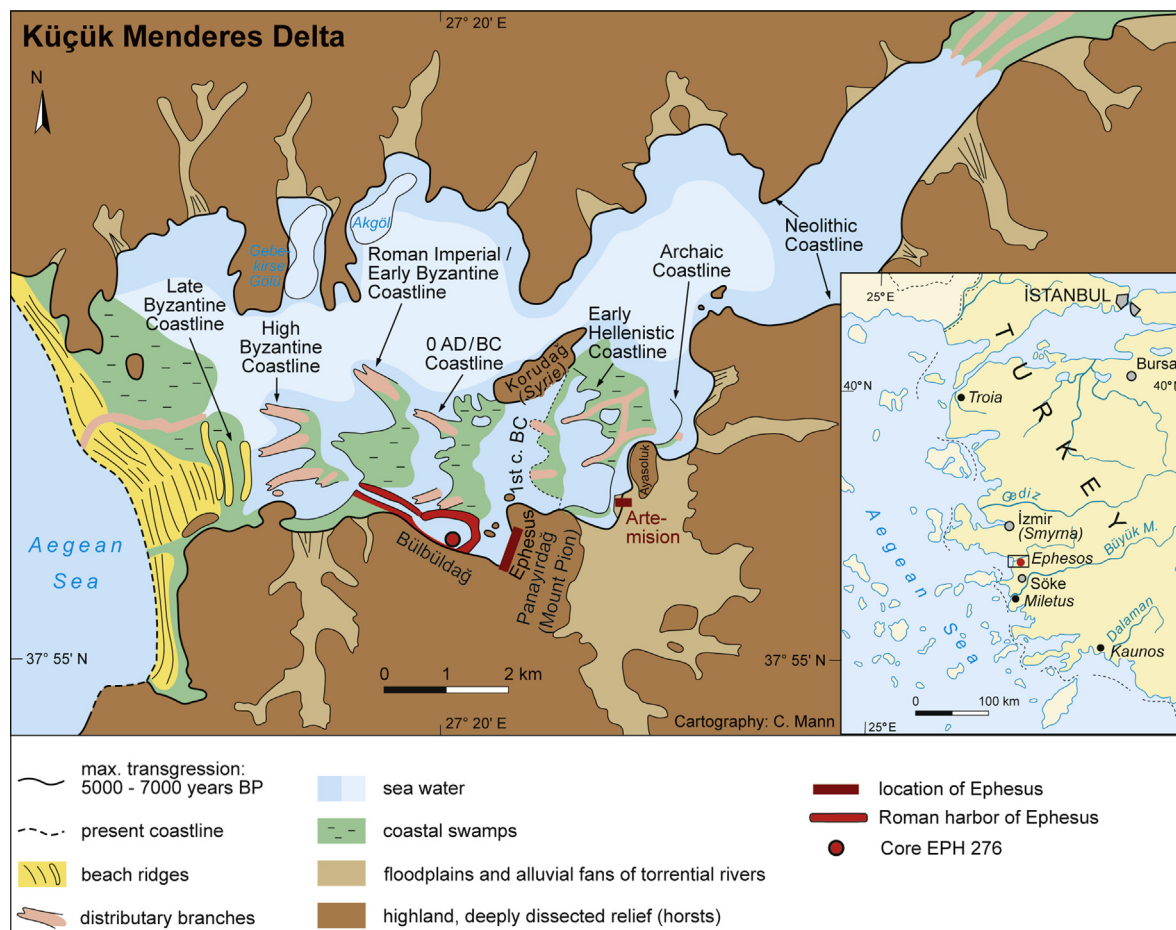 Küçük Menderes Delta
27° 20' E
N
Gebe-
kirse
Gölü
Akgöl
Roman Imperial /
Early Byzantine
Coastline
Late
Byzantine
Coastline
High
Byzantine
Coastline
0 AD/BC
Coastline
Korudağ
(Syrie)
Early
Hellenistic
Coastline
Archaic
Coastline
Neolithic
Coastline
1st c. BC
Ayasoluk
Arte-
mision
Ephesus
Panayırdağ
(Mount Pion)
Bülbüldağ
Aegean
Sea
37° 55' N
0 1 2 km
37° 55' N
27° 20' E
Cartography: C. Mann
25° E
İSTANBUL
TURKEY
Bursa
40° N
40° N
Troia
Gediz
İzmir
(Smyrna)
Büyük M.
Ephesos
Söke
Miletus
Dalaman
Kaunos
Aegean Sea
0 100 km
25° E
max. transgression:
5000 - 7000 years BP
present coastline
beach ridges
distributary branches
sea water
coastal swamps
floodplains and alluvial fans of torrential rivers
highland, deeply dissected relief (horsts)
location of Ephesus
Roman harbor of Ephesus
Core EPH 276